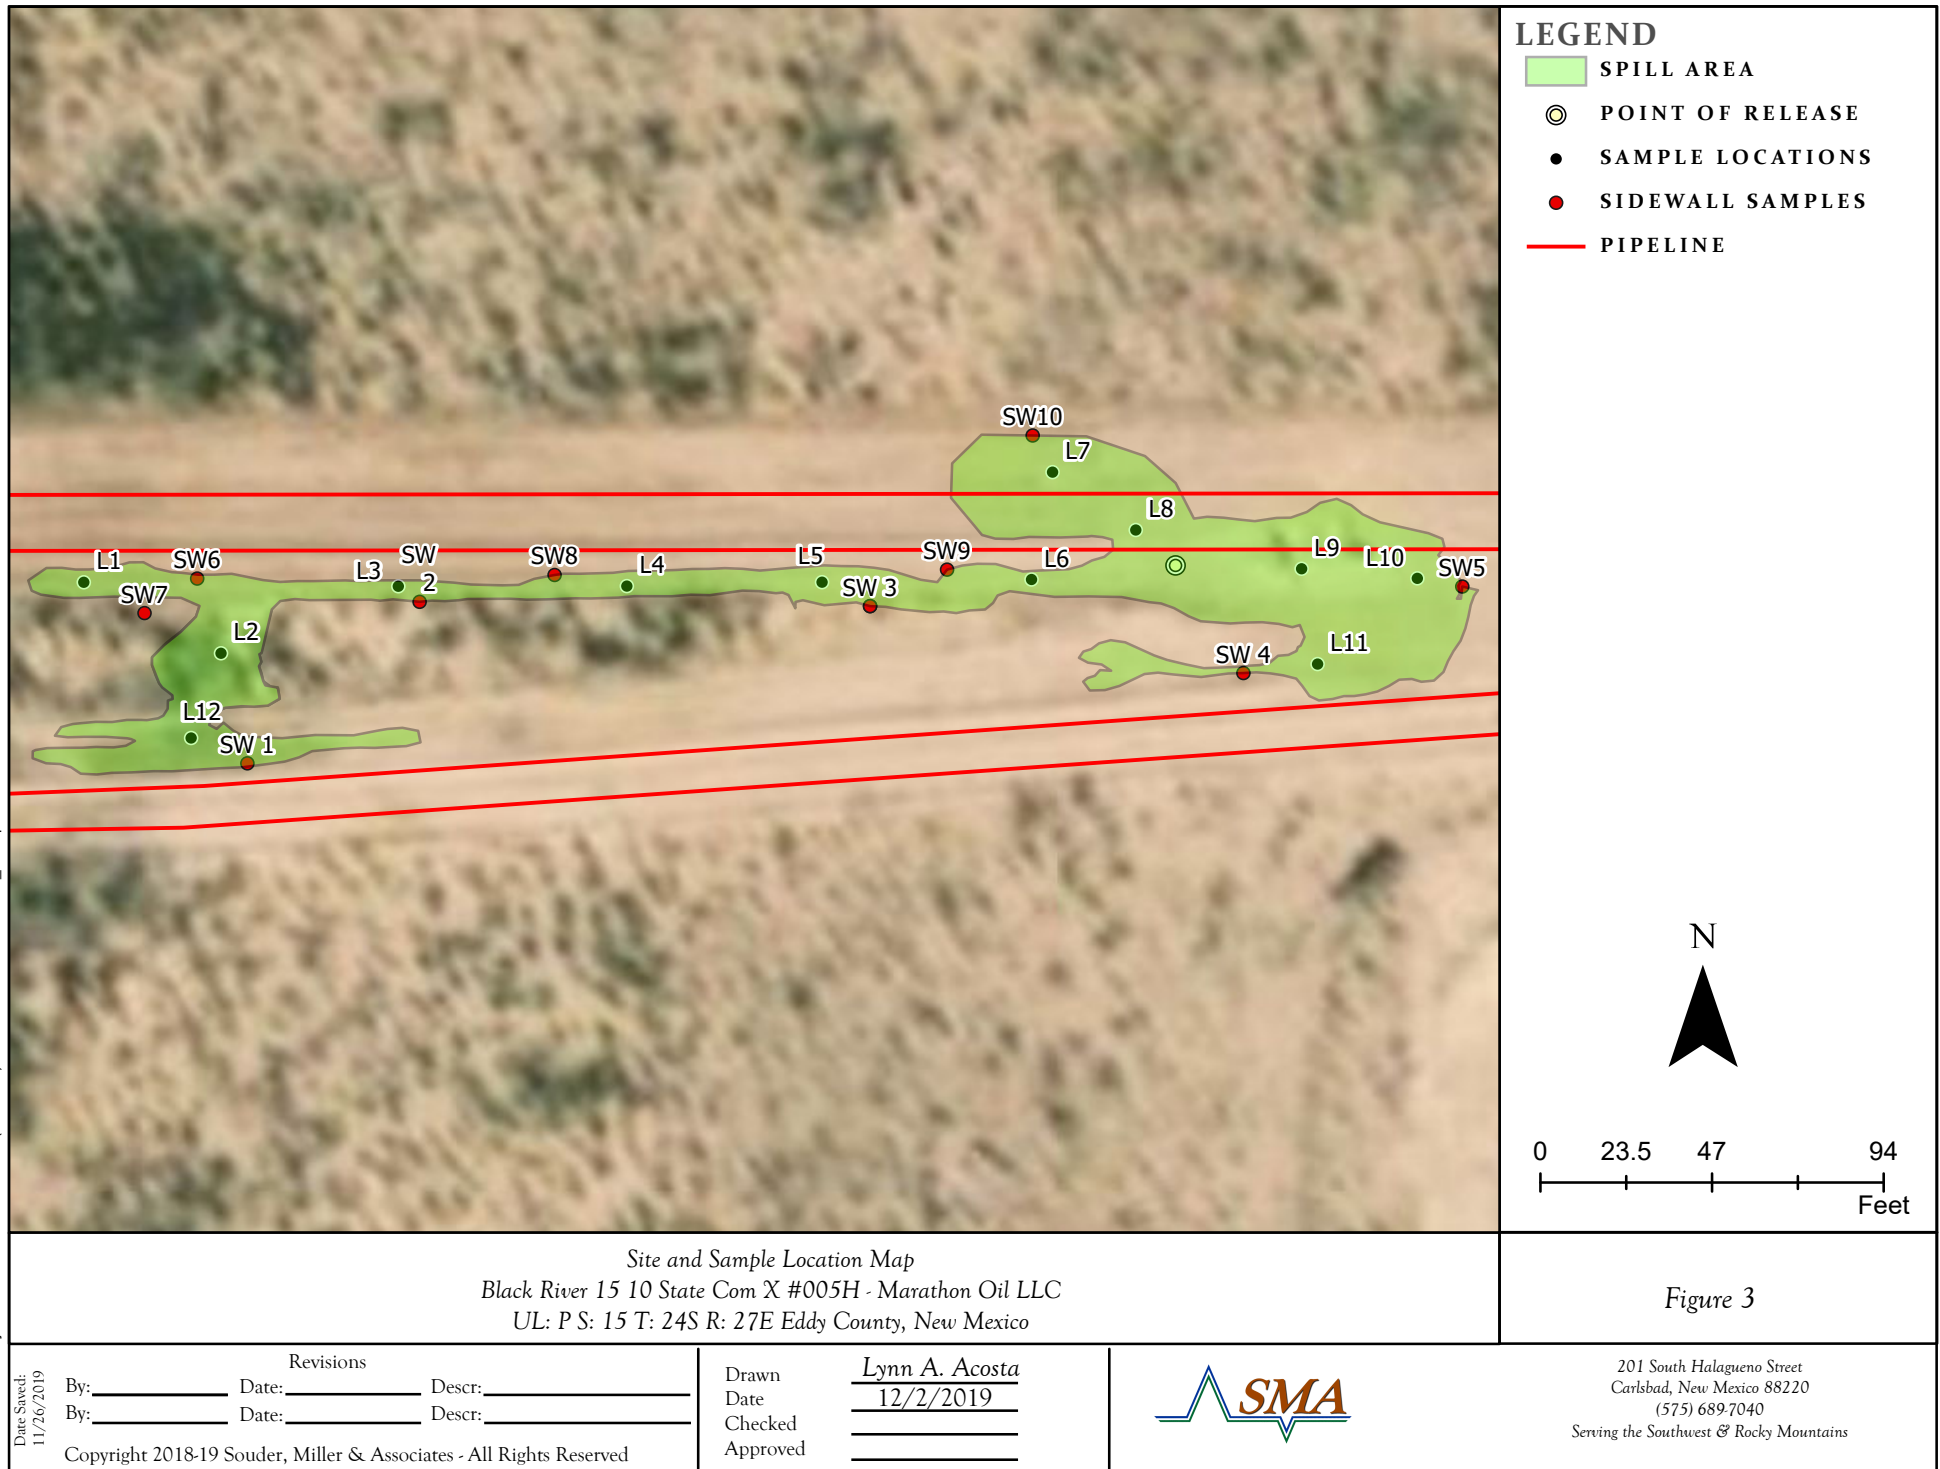 LEGEND
SPILL AREA
POINT OF RELEASE
SAMPLE LOCATIONS
SIDEWALL SAMPLES
PIPELINE
SW10
L7
L8
L1
SW6
SW7
L3
SW
2
SW8
L4
L5
SW 3
SW9
L6
L9
L10
SW5
L2
SW 4
L11
L12
SW 1
N
0 23.5 47 94
Feet
Site and Sample Location Map
Black River 15 10 State Com X #005H - Marathon Oil LLC
UL: P S: 15 T: 24S R: 27E Eddy County, New Mexico
Figure 3
Date Saved:
11/26/2019
Revisions
By: Date: Descr:
By: Date: Descr:
Copyright 2018-19 Souder, Miller & Associates - All Rights Reserved
Drawn Lynn A. Acosta
Date 12/2/2019
Checked
Approved
SMA
201 South Halagueno Street
Carlsbad, New Mexico 88220
(575) 689-7040
Serving the Southwest & Rocky Mountains